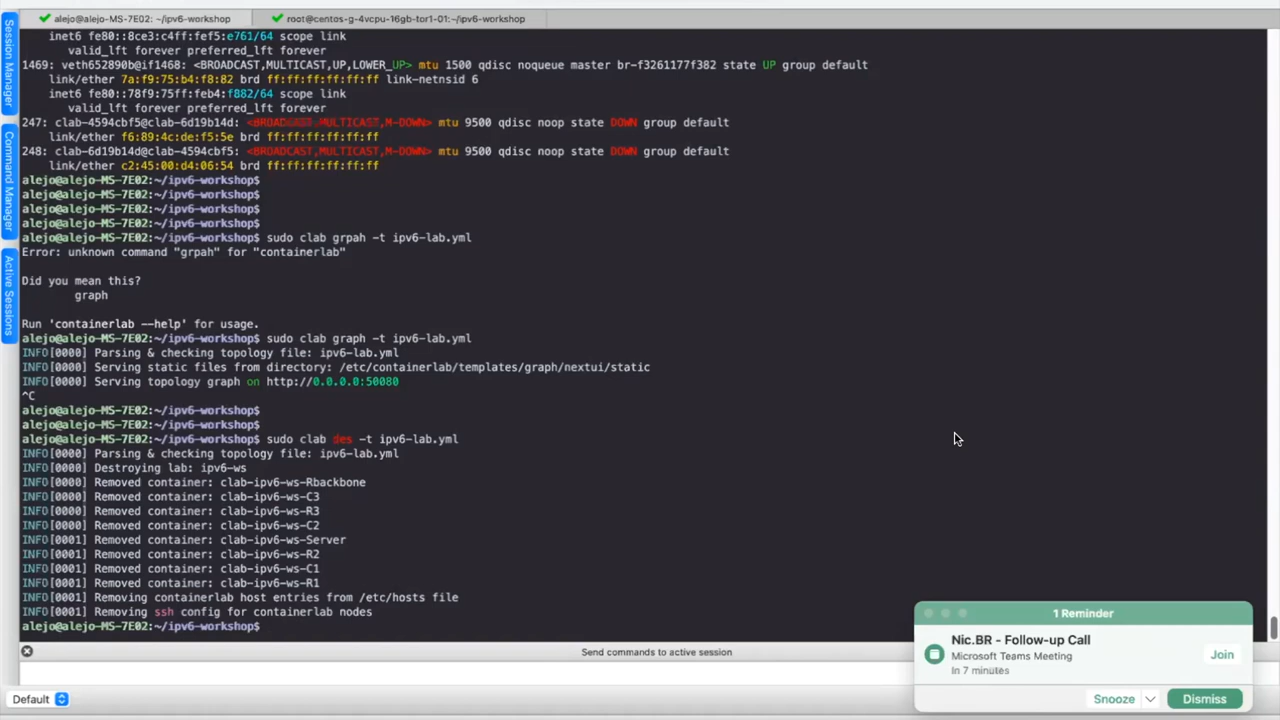 alejo@alejo-MS-7E02: ~/ipv6-workshop
root@centos-g-4vcpu-16gb-tor1-01:~/ipv6-workshop
Session Manager
Command Manager
Active Sessions
inet6 fe80::8ce3:c4ff:fef5:e761/64 scope link
valid_lft forever preferred_lft forever
1469: veth652890b@if1468: <BROADCAST,MULTICAST,UP,LOWER_UP> mtu 1500 qdisc noqueue master br-f3261177f382 state UP group default
link/ether 7a:f9:75:b4:f8:82 brd ff:ff:ff:ff:ff:ff link-netnsid 6
inet6 fe80::78f9:75ff:feb4:f882/64 scope link
valid_lft forever preferred_lft forever
247: clab-4594cbf5@clab-6d19b14d: <BROADCAST,MULTICAST,M-DOWN> mtu 9500 qdisc noop state DOWN group default
link/ether f6:89:4c:de:f5:5e brd ff:ff:ff:ff:ff:ff
248: clab-6d19b14d@clab-4594cbf5: <BROADCAST,MULTICAST,M-DOWN> mtu 9500 qdisc noop state DOWN group default
link/ether c2:45:00:d4:06:54 brd ff:ff:ff:ff:ff:ff
alejo@alejo-MS-7E02:~/ipv6-workshop$
alejo@alejo-MS-7E02:~/ipv6-workshop$
alejo@alejo-MS-7E02:~/ipv6-workshop$
alejo@alejo-MS-7E02:~/ipv6-workshop$
alejo@alejo-MS-7E02:~/ipv6-workshop$ sudo clab grpah -t ipv6-lab.yml
Error: unknown command "grpah" for "containerlab"
Did you mean this?
graph
Run 'containerlab --help' for usage.
alejo@alejo-MS-7E02:~/ipv6-workshop$ sudo clab graph -t ipv6-lab.yml
INFO[0000] Parsing & checking topology file: ipv6-lab.yml
INFO[0000] Serving static files from directory: /etc/containerlab/templates/graph/nextui/static
INFO[0000] Serving topology graph on http://0.0.0.0:50080
^C
alejo@alejo-MS-7E02:~/ipv6-workshop$
alejo@alejo-MS-7E02:~/ipv6-workshop$
alejo@alejo-MS-7E02:~/ipv6-workshop$ sudo clab des -t ipv6-lab.yml
INFO[0000] Parsing & checking topology file: ipv6-lab.yml
INFO[0000] Destroying lab: ipv6-ws
INFO[0000] Removed container: clab-ipv6-ws-Rbackbone
INFO[0000] Removed container: clab-ipv6-ws-C3
INFO[0000] Removed container: clab-ipv6-ws-R3
INFO[0000] Removed container: clab-ipv6-ws-C2
INFO[0001] Removed container: clab-ipv6-ws-Server
INFO[0001] Removed container: clab-ipv6-ws-R2
INFO[0001] Removed container: clab-ipv6-ws-C1
INFO[0001] Removed container: clab-ipv6-ws-R1
INFO[0001] Removing containerlab host entries from /etc/hosts file
INFO[0001] Removing ssh config for containerlab nodes
alejo@alejo-MS-7E02:~/ipv6-workshop$
Send commands to active session
Default
1 Reminder
Nic.BR - Follow-up Call
Microsoft Teams Meeting
In 7 minutes
Join
Snooze
Dismiss